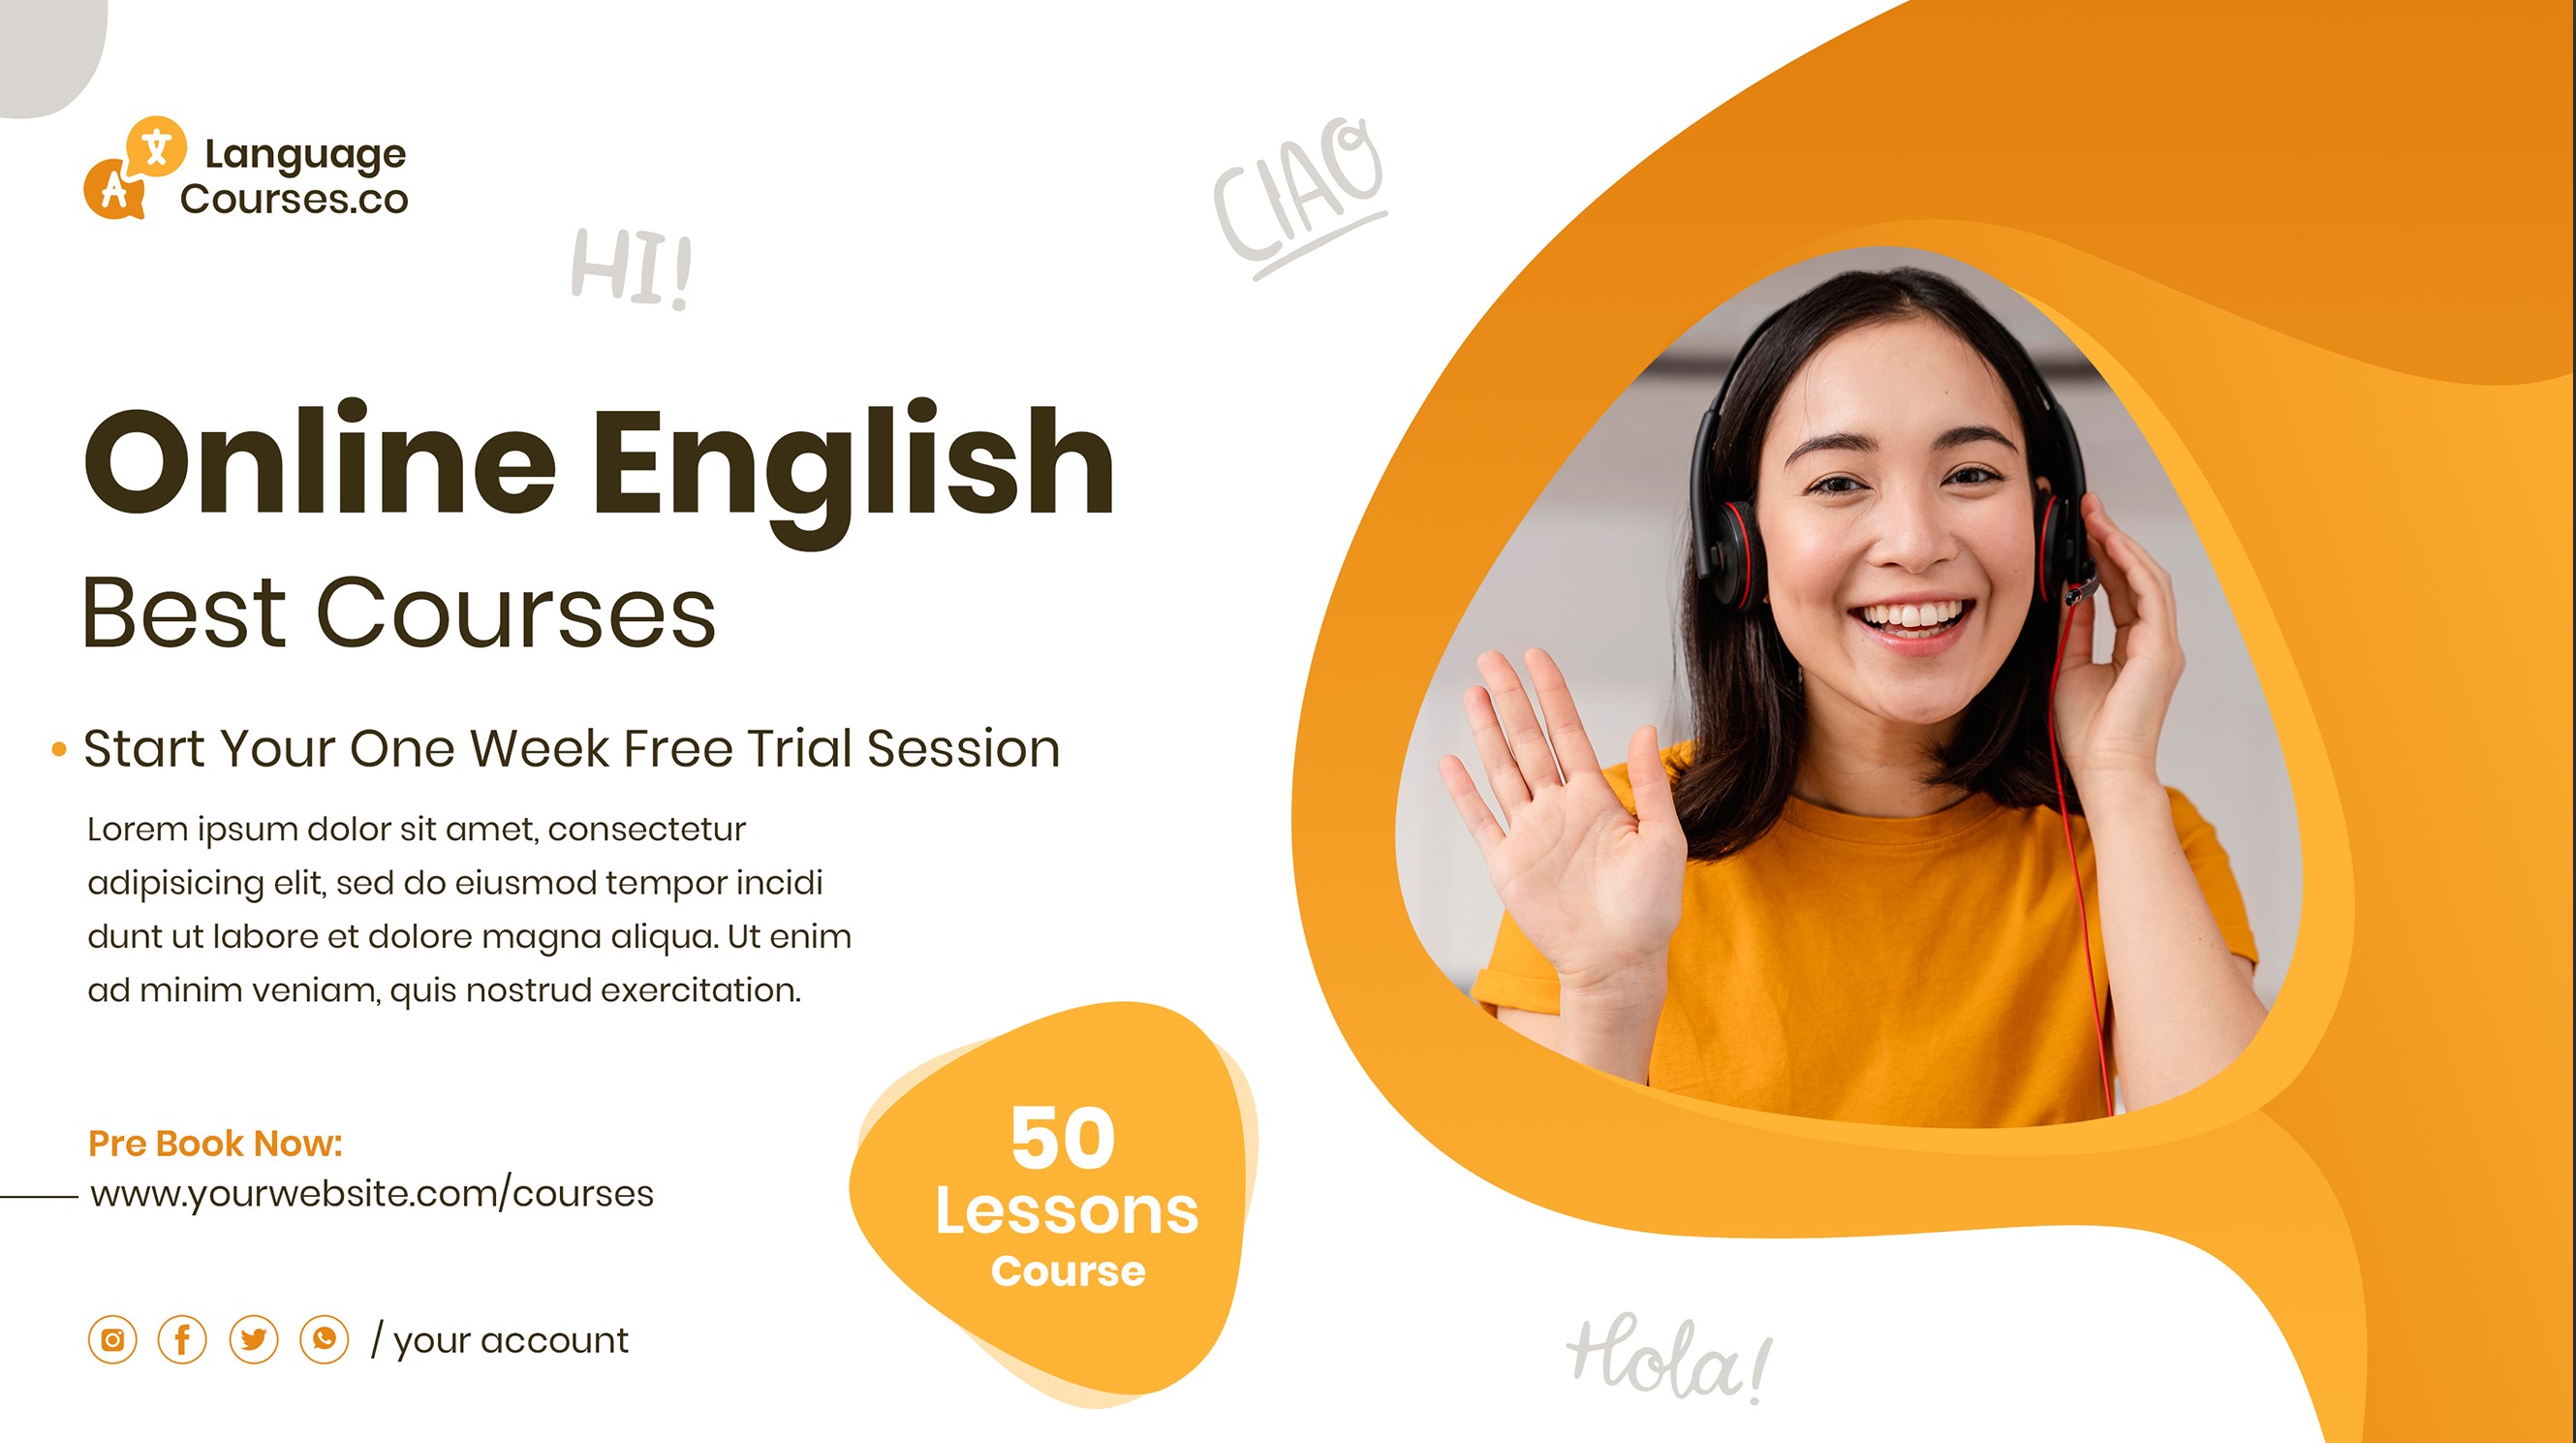 Language
Courses.co
HI!
CIAO
Online English
Best Courses
• Start Your One Week Free Trial Session
Lorem ipsum dolor sit amet, consectetur
adipisicing elit, sed do eiusmod tempor incidi
dunt ut labore et dolore magna aliqua. Ut enim
ad minim veniam, quis nostrud exercitation.
Pre Book Now:
www.yourwebsite.com/courses
50
Lessons
Course
/ your account
Hola!